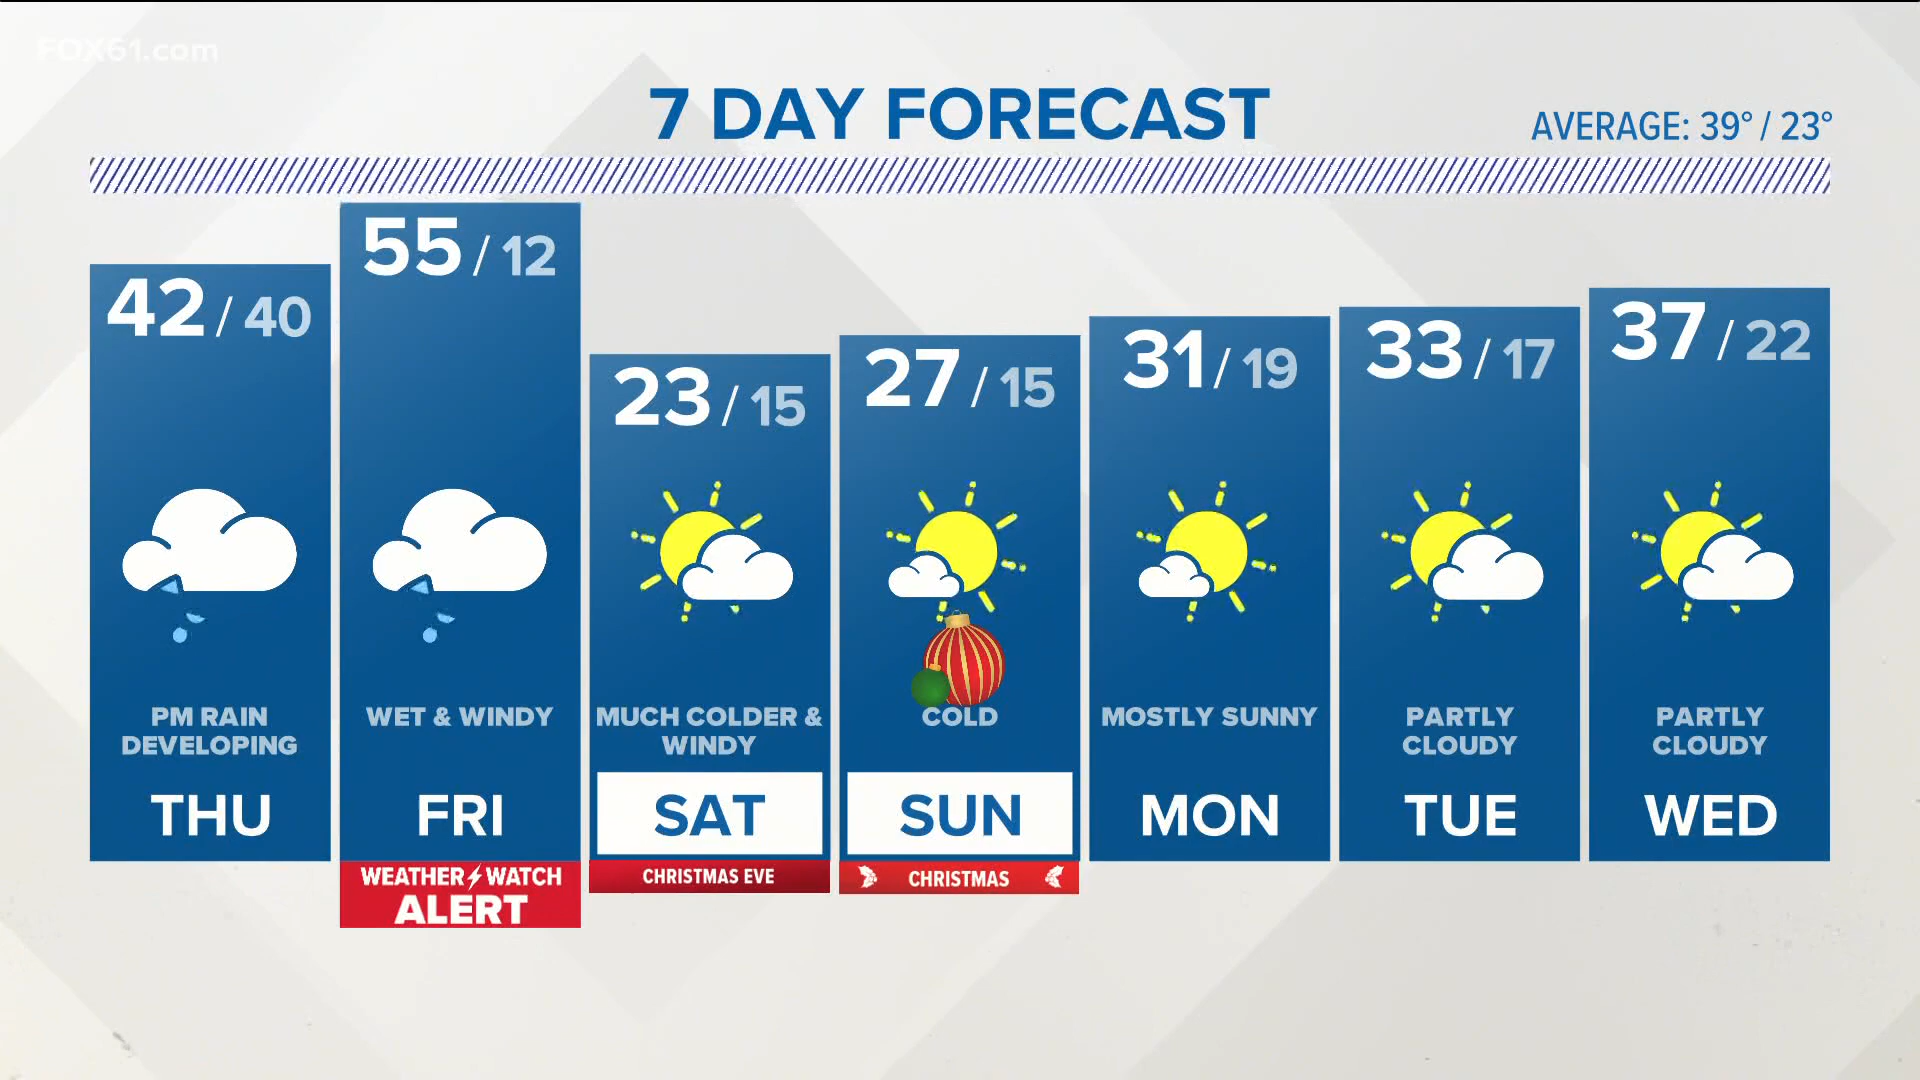 FOX61.com
7 DAY FORECAST
AVERAGE: 39° / 23°
42 / 40
PM RAIN
DEVELOPING
THU
55 / 12
WET & WINDY
FRI
WEATHER WATCH
ALERT
23 / 15
MUCH COLDER &
WINDY
SAT
CHRISTMAS EVE
27 / 15
COLD
SUN
CHRISTMAS
31 / 19
MOSTLY SUNNY
MON
33 / 17
PARTLY
CLOUDY
TUE
37 / 22
PARTLY
CLOUDY
WED